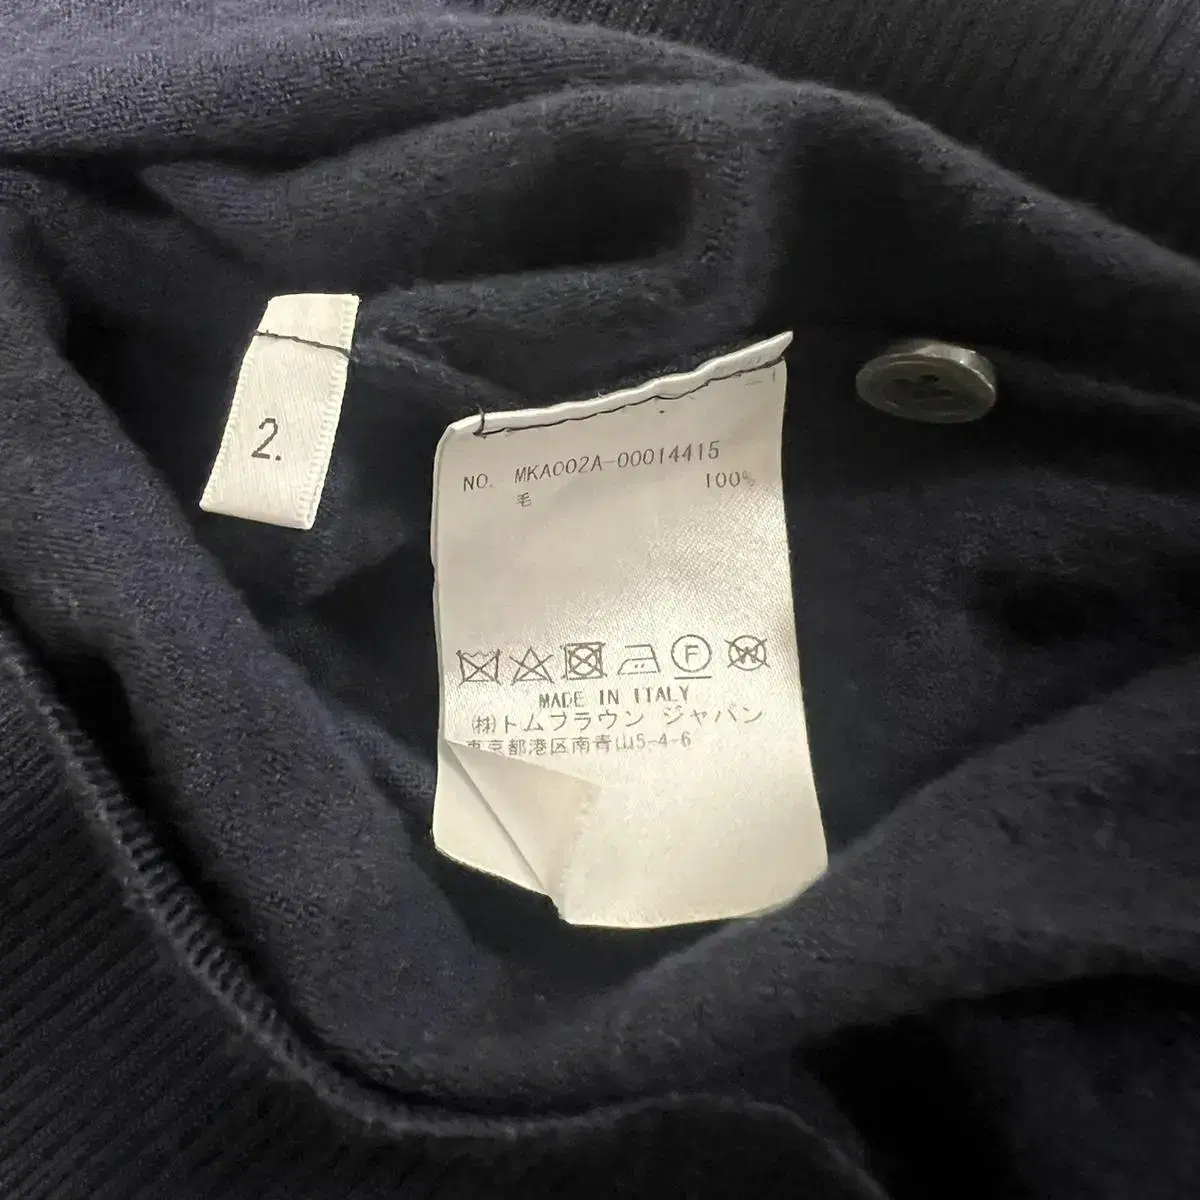 2.
NO. MKA002A-00014415
毛 100%
F W
MADE IN ITALY
(株)トムブラウン ジャパン
東京都港区南青山5-4-6